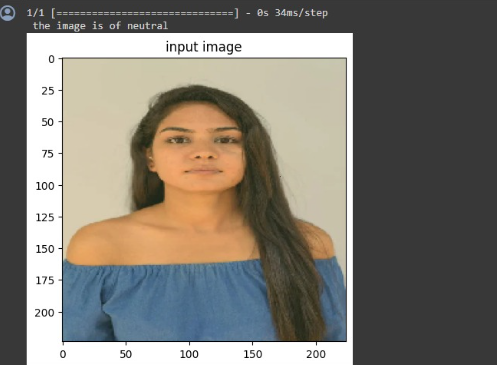 1/1 [==============================] - 0s 34ms/step
the image is of neutral
input image
0
25
50
75
100
125
150
175
200
0 50 100 150 200